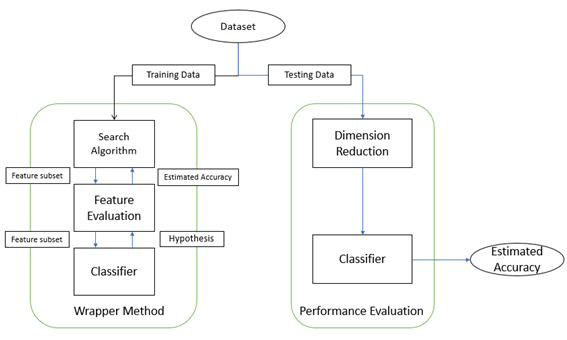 Dataset
Training Data
Testing Data
Search
Algorithm
Dimension
Reduction
Feature subset
Estimated Accuracy
Feature
Evaluation
Feature subset
Hypothesis
Classifier
Classifier
Estimated
Accuracy
Wrapper Method
Performance Evaluation